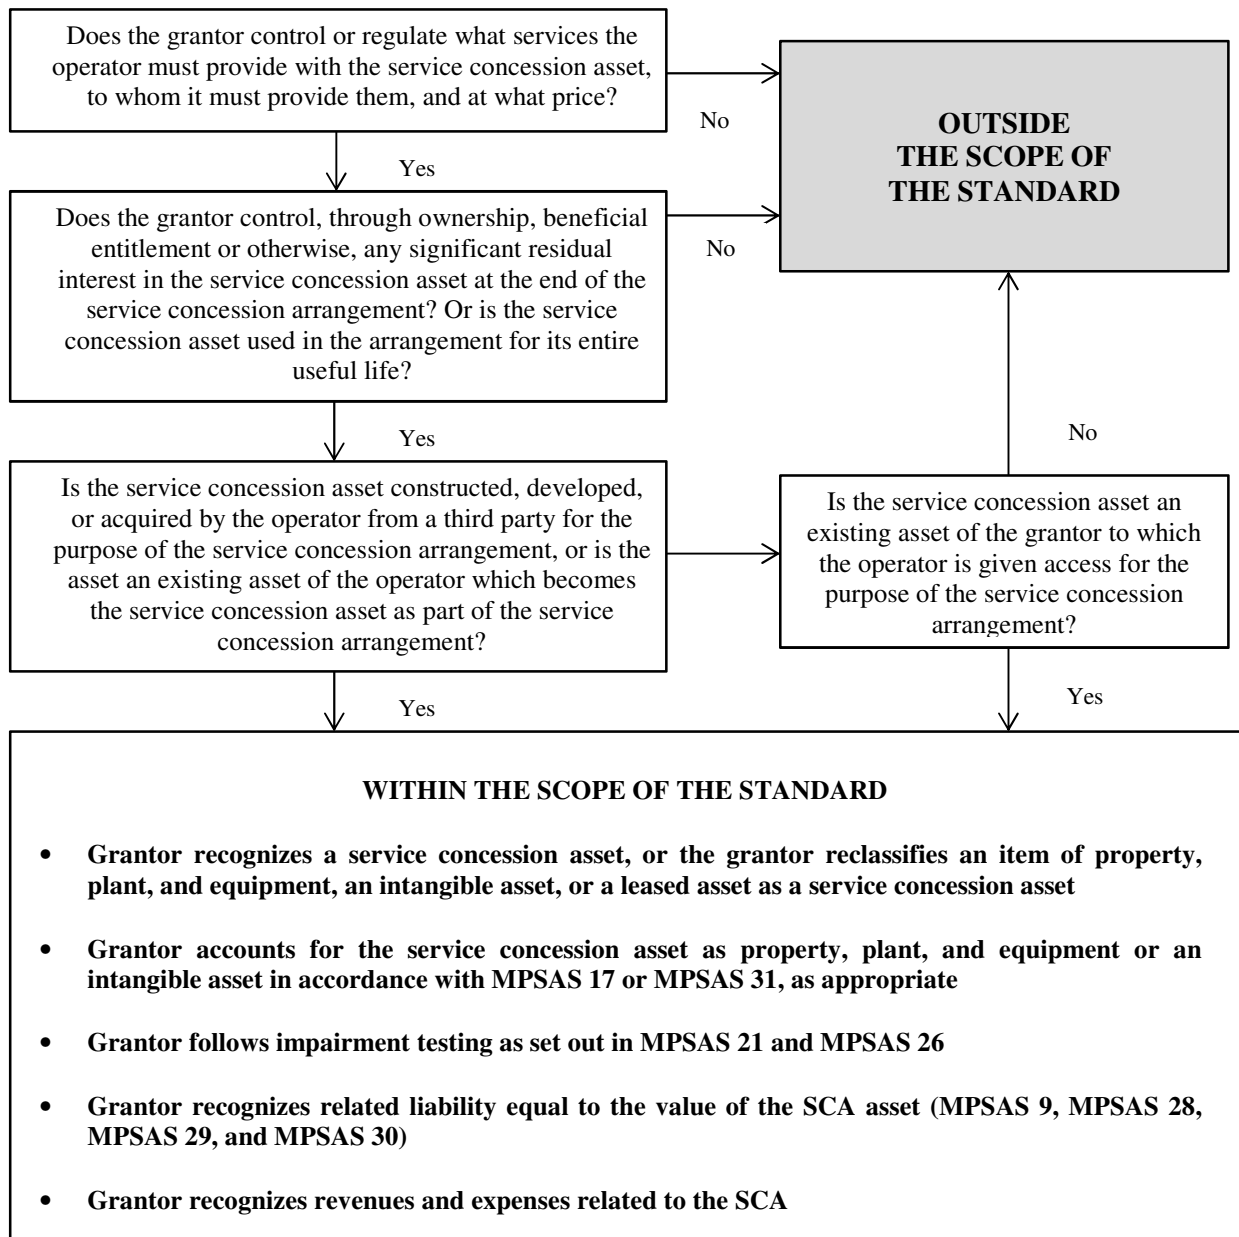 Does the grantor control or regulate what services the
operator must provide with the service concession asset,
to whom it must provide them, and at what price?
No
OUTSIDE
THE SCOPE OF
THE STANDARD
Yes
Does the grantor control, through ownership, beneficial
entitlement or otherwise, any significant residual
interest in the service concession asset at the end of the
service concession arrangement? Or is the service
concession asset used in the arrangement for its entire
useful life?
No
Yes
No
Is the service concession asset constructed, developed,
or acquired by the operator from a third party for the
purpose of the service concession arrangement, or is the
asset an existing asset of the operator which becomes
the service concession asset as part of the service
concession arrangement?
Is the service concession asset an
existing asset of the grantor to which
the operator is given access for the
purpose of the service concession
arrangement?
Yes
Yes
WITHIN THE SCOPE OF THE STANDARD
• Grantor recognizes a service concession asset, or the grantor reclassifies an item of property,
plant, and equipment, an intangible asset, or a leased asset as a service concession asset
• Grantor accounts for the service concession asset as property, plant, and equipment or an
intangible asset in accordance with MPSAS 17 or MPSAS 31, as appropriate
• Grantor follows impairment testing as set out in MPSAS 21 and MPSAS 26
• Grantor recognizes related liability equal to the value of the SCA asset (MPSAS 9, MPSAS 28,
MPSAS 29, and MPSAS 30)
• Grantor recognizes revenues and expenses related to the SCA